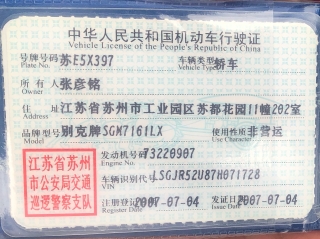 中华人民共和国机动车行驶证
Vehicle License of the People's Republic of China
号牌号码 苏E5X397 车辆类型 轿车
Plate No. Vehicle Type
所有人 张彦铭
Owner
住址 江苏省苏州市工业园区苏都花园11幢202室
Address
品牌型号 别克牌SGM7161LX 使用性质 非营运
Model Use Character
发动机号码 73220907
Engine No.
车辆识别代号 LSGJR52U87H071728
VIN
注册登记日期 2007-07-04 发证日期 2007-07-04
Register Date Issue Date
江苏省苏州
市公安局交通
巡逻警察支队